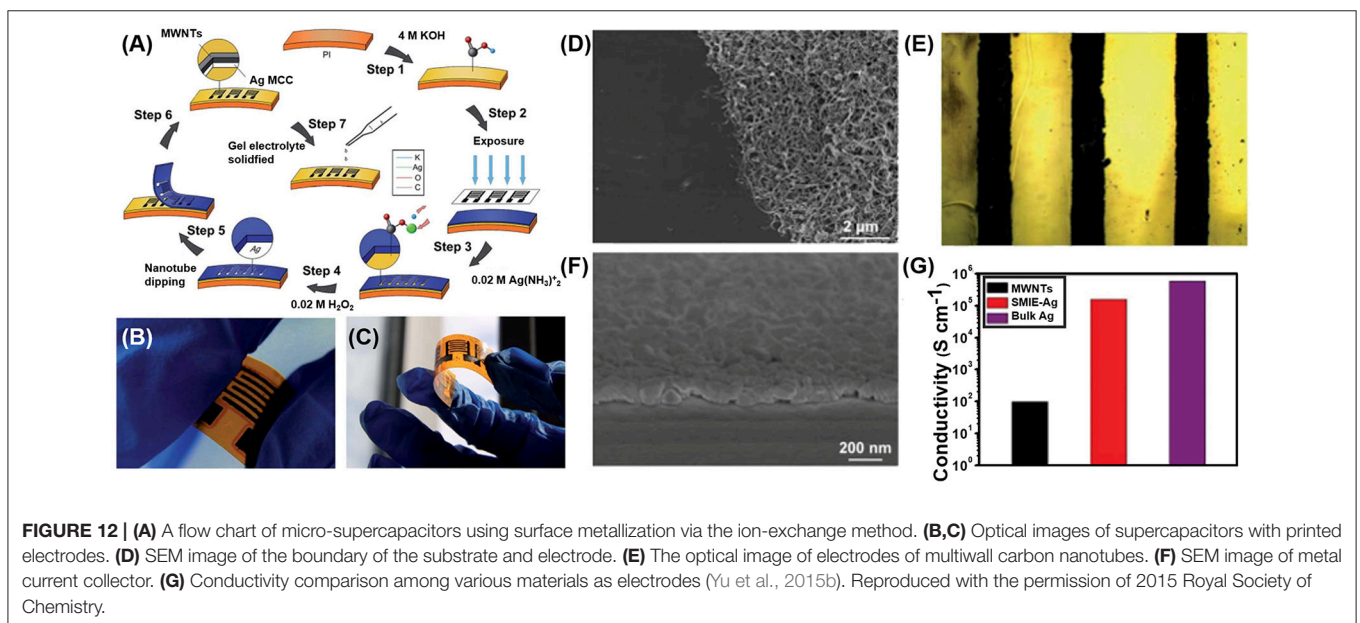 (A)
MWNTs
Ag MCC
PI
4 M KOH
Step 1
Step 2
Exposure
Step 3
0.02 M Ag(NH3)+2
Step 4
0.02 M H2O2
Step 5
Nanotube
dipping
Ag
Step 6
Step 7
Gel electrolyte
solidfied
K
Ag
O
C
(B)
(C)
(D)
2 μm
(E)
(F)
200 nm
(G)
Conductivity (S cm-1)
10^6
10^5
10^4
10^3
10^2
10^1
10^0
MWNTs
SMIE-Ag
Bulk Ag
FIGURE 12 | (A) A flow chart of micro-supercapacitors using surface metallization via the ion-exchange method. (B,C) Optical images of supercapacitors with printed
electrodes. (D) SEM image of the boundary of the substrate and electrode. (E) The optical image of electrodes of multiwall carbon nanotubes. (F) SEM image of metal
current collector. (G) Conductivity comparison among various materials as electrodes (Yu et al., 2015b). Reproduced with the permission of 2015 Royal Society of
Chemistry.